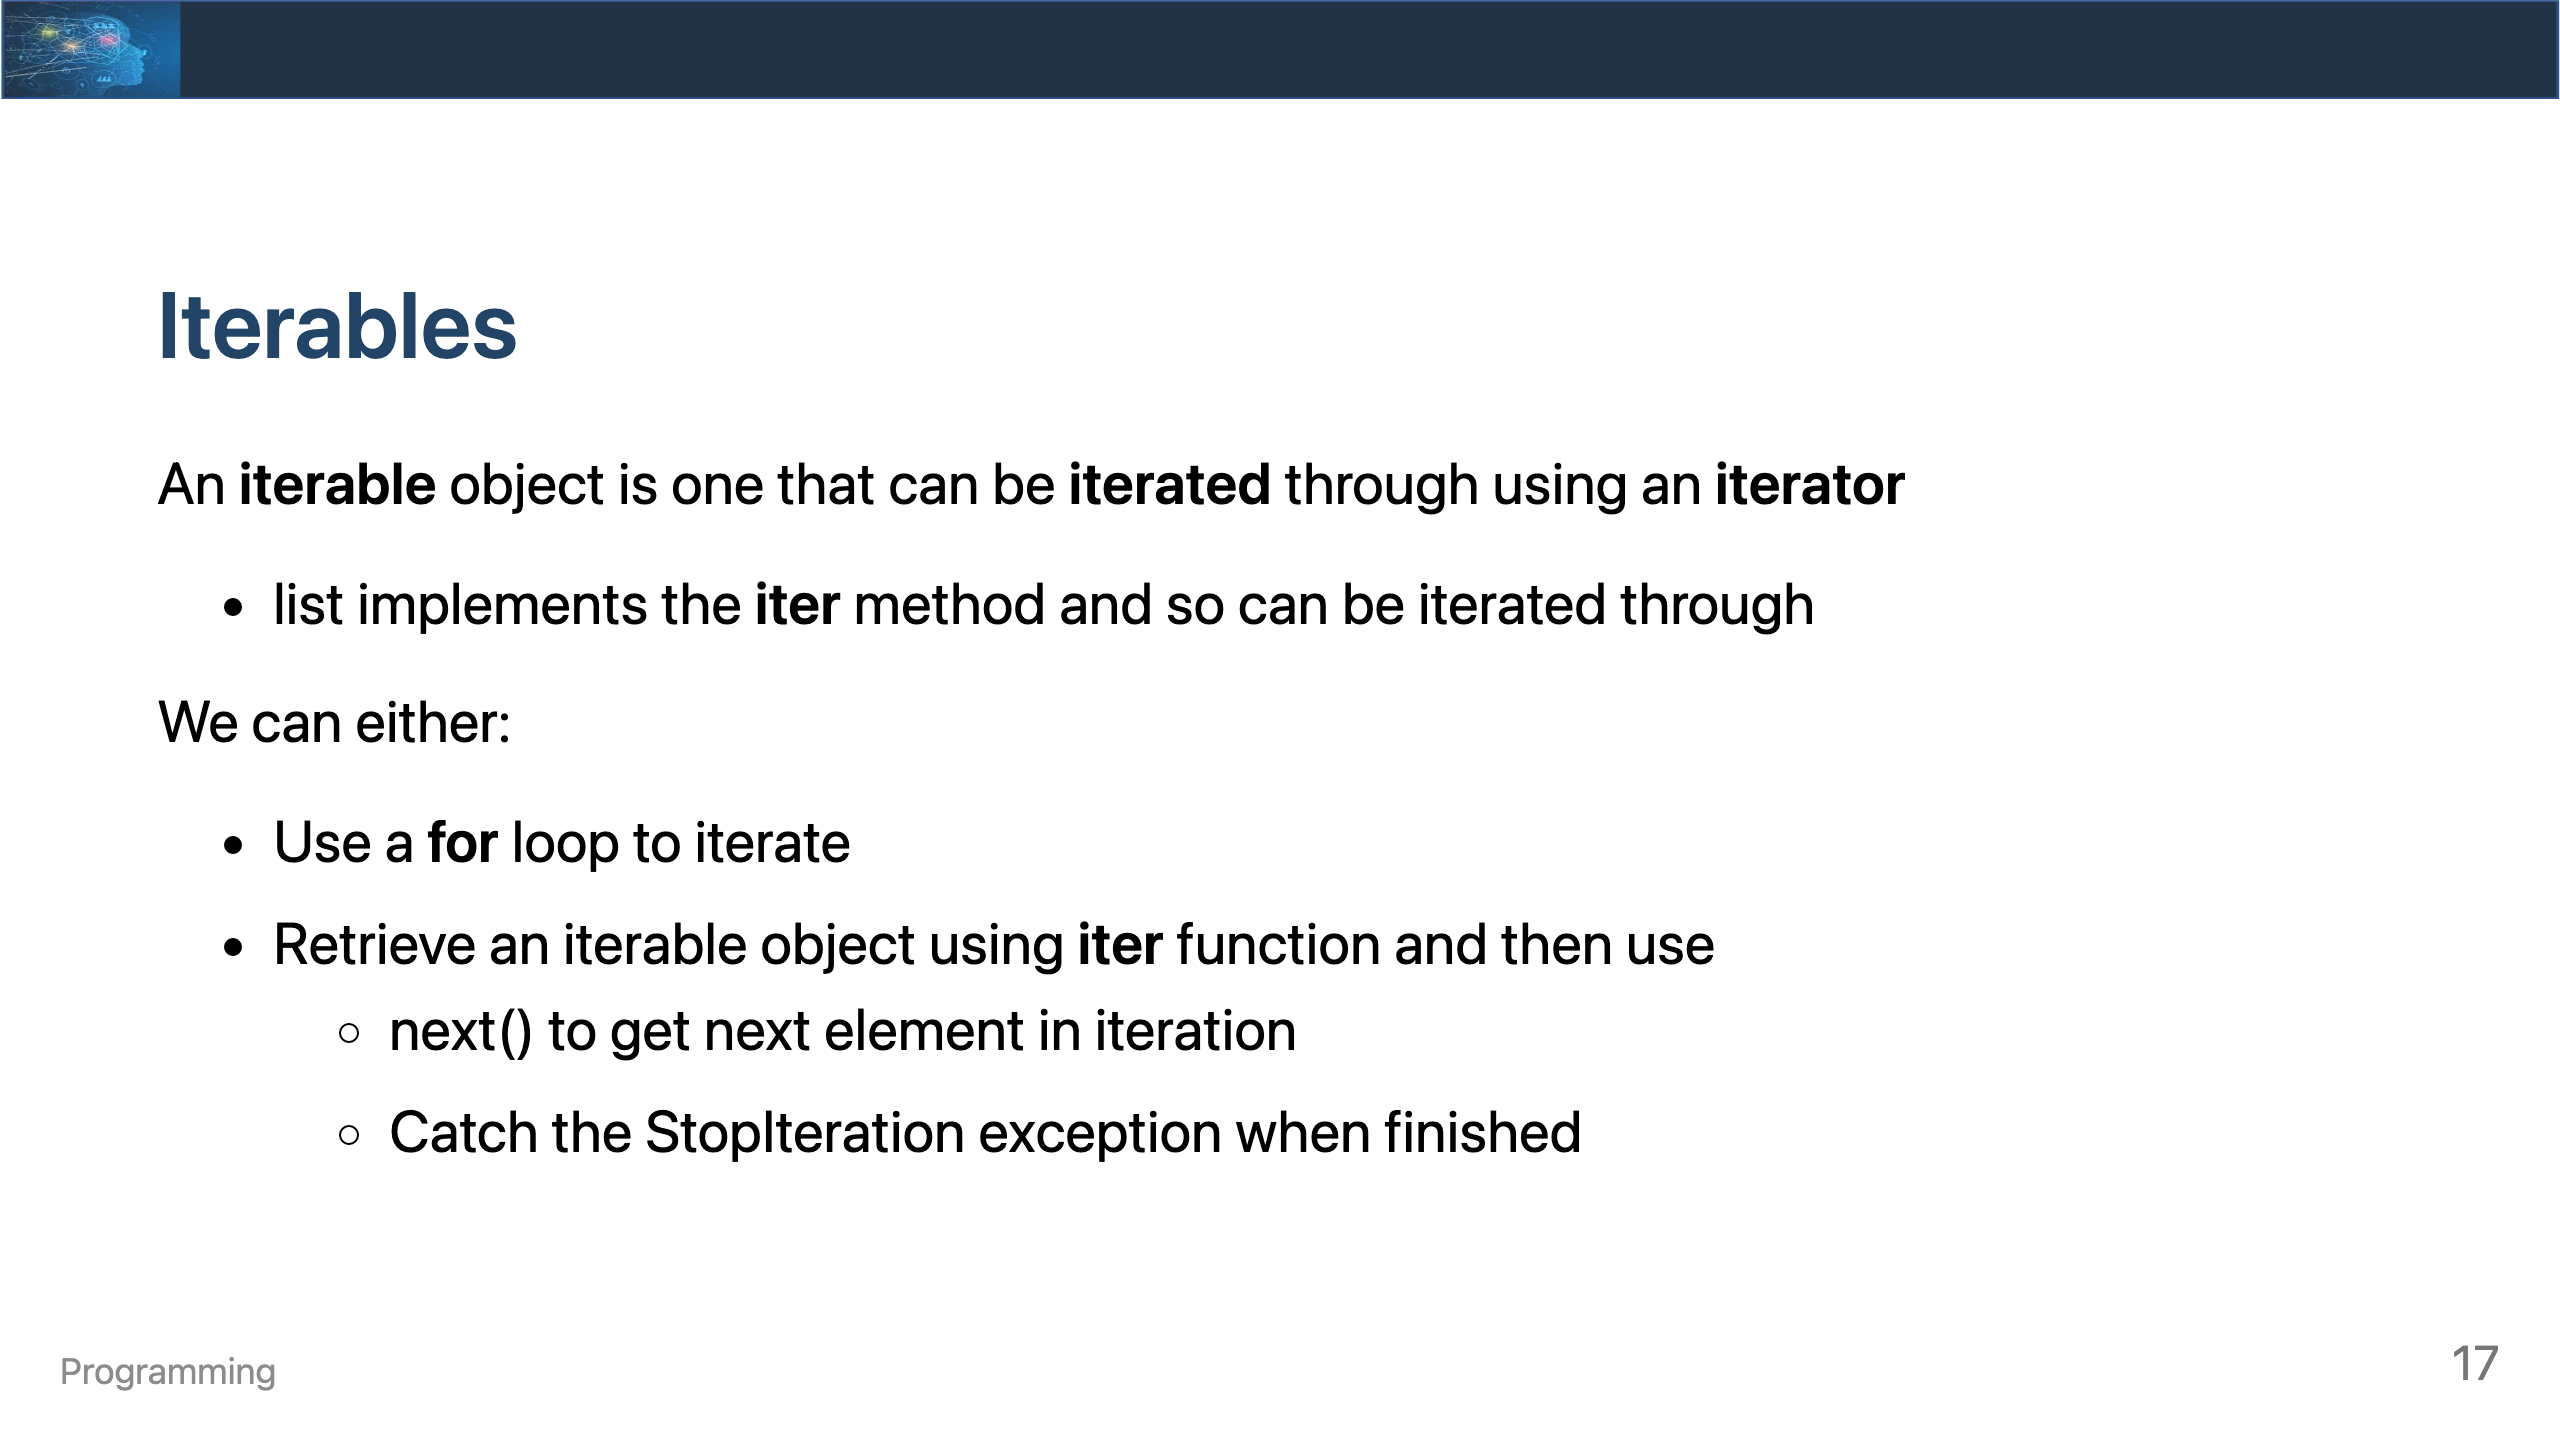 Iterables
An iterable object is one that can be iterated through using an iterator
• list implements the iter method and so can be iterated through
We can either:
• Use a for loop to iterate
• Retrieve an iterable object using iter function and then use
◦ next() to get next element in iteration
◦ Catch the StopIteration exception when finished
Programming
17